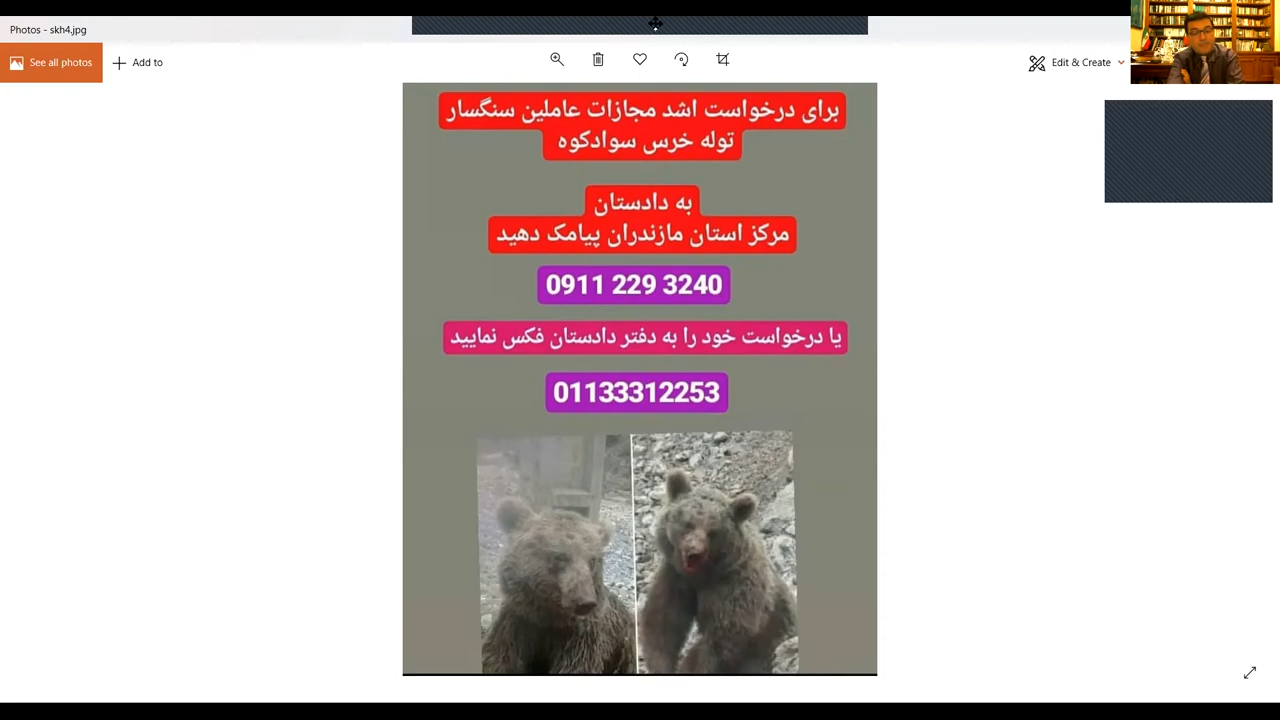 Photos - skh4.jpg
See all photos
Add to
Edit & Create
برای درخواست اشد مجازات عاملین سنگسار
توله خرس سوادکوه
به دادستان
مرکز استان مازندران پیامک دهید
0911 229 3240
یا درخواست خود را به دفتر دادستان فکس نمایید
01133312253